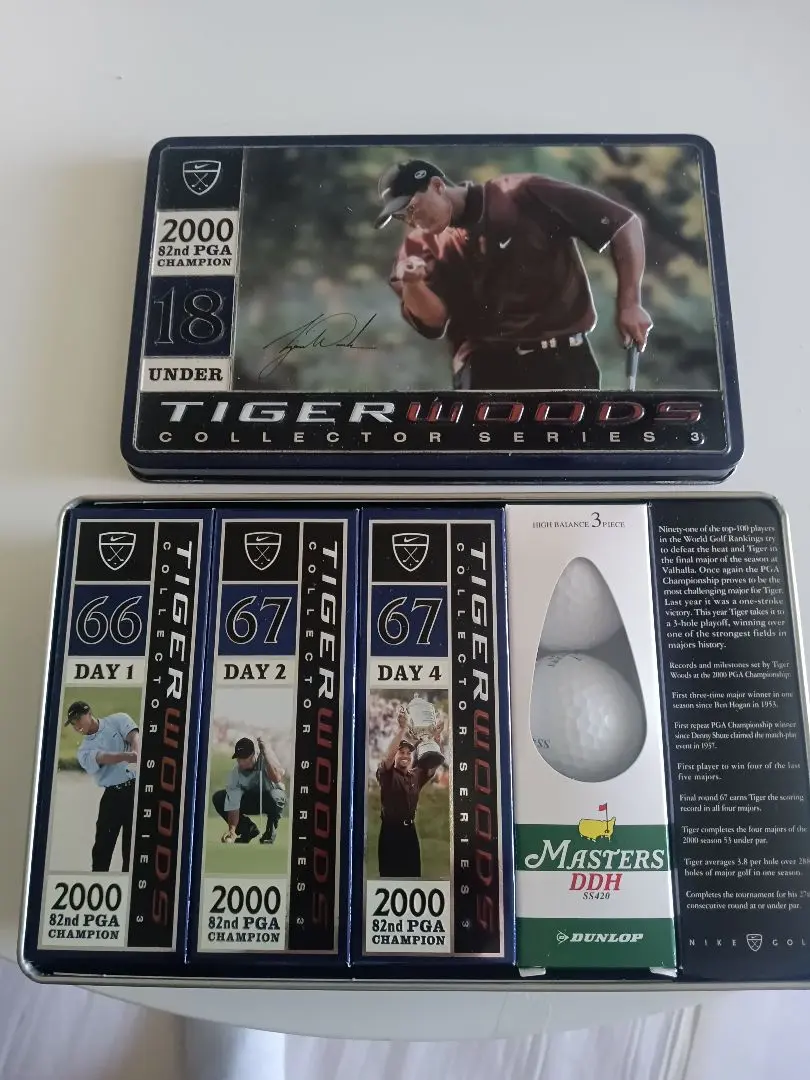 2000
82nd PGA
CHAMPION
18
UNDER
Tiger Woods
TIGERWOODS
COLLECTOR SERIES 3
66
DAY 1
TIGERWOODS
COLLECTOR SERIES 3
2000
82nd PGA
CHAMPION
67
DAY 2
TIGERWOODS
COLLECTOR SERIES 3
2000
82nd PGA
CHAMPION
67
DAY 4
TIGERWOODS
COLLECTOR SERIES 3
2000
82nd PGA
CHAMPION
HIGH BALANCE 3 PIECE
MASTERS
DDH
SS420
DUNLOP
Ninety-one of the top-100 players
in the World Golf Rankings try
to defeat the heat and Tiger in
the final major of the season at
Valhalla. Once again the PGA
Championship proves to be the
most challenging major for Tiger.
Last year it was a one-stroke
victory. This year Tiger takes it to
a 3-hole playoff, winning over
one of the strongest fields in
majors history.
Records and milestones set by Tiger
Woods at the 2000 PGA Championship:
First three-time major winner in one
season since Ben Hogan in 1953.
First repeat PGA Championship winner
since Denny Shute claimed the match-play
event in 1937.
First player to win four of the last
five majors.
Final round 67 earns Tiger the scoring
record in all four majors.
Tiger completes the four majors of the
2000 season 53 under par.
Tiger averages 3.8 per hole over
holes of major golf in one season.
Completes the tournament for his
consecutive round at or under par.
NIKE GOL